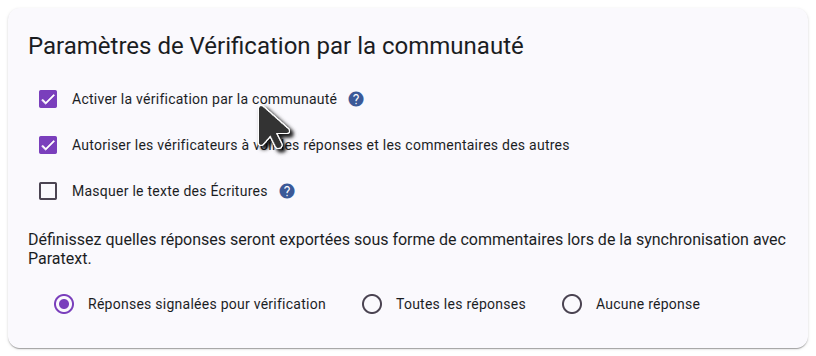 Paramètres de Vérification par la communauté
Activer la vérification par la communauté
Autoriser les vérificateurs à les réponses et les commentaires des autres
Masquer le texte des Écritures
Définissez quelles réponses seront exportées sous forme de commentaires lors de la synchronisation avec
Paratext.
Réponses signalées pour vérification Toutes les réponses Aucune réponse